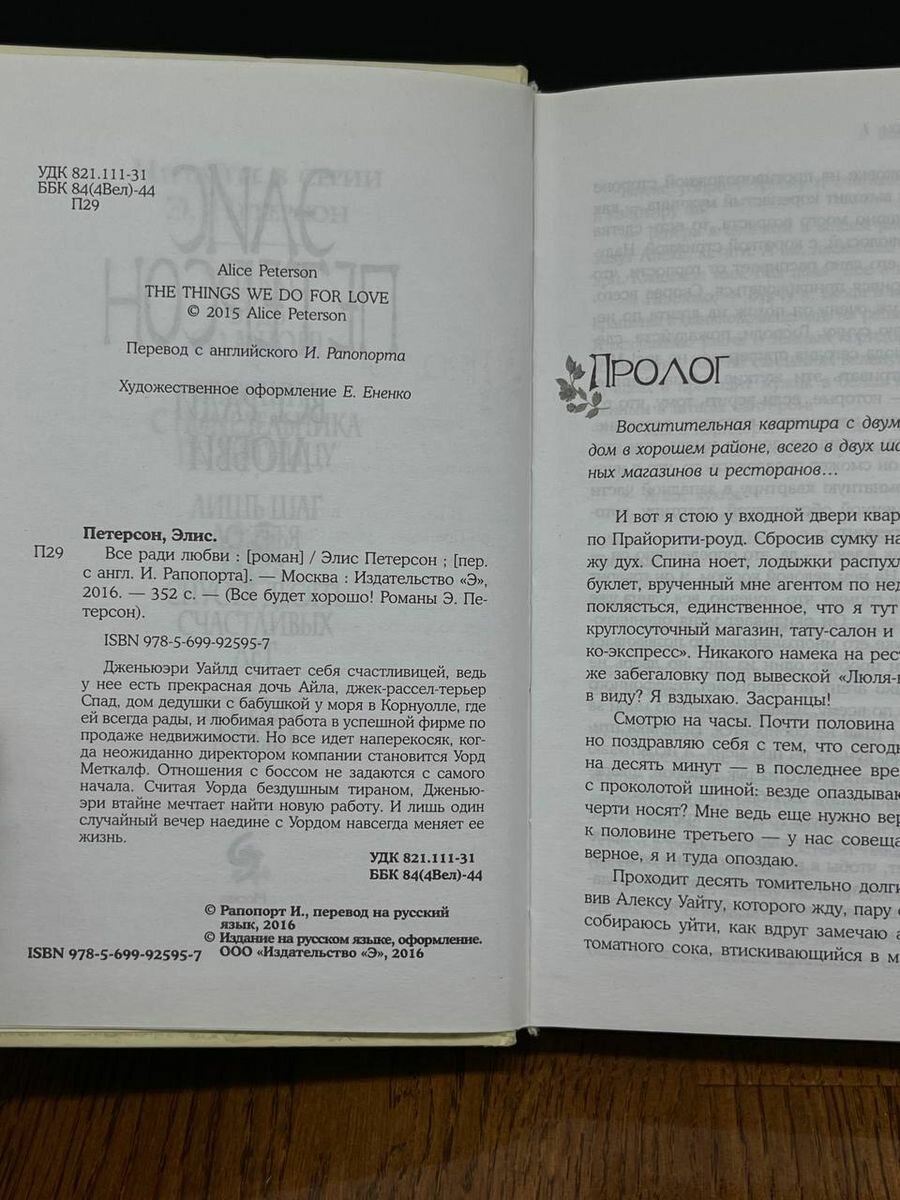 УДК 821.111-31
ББК 84(4Вел)-44
П29
Alice Peterson
THE THINGS WE DO FOR LOVE
© 2015 Alice Peterson
Перевод с английского И. Рапопорта
Художественное оформление Е. Ененко
Петерсон, Элис.
П29 Все ради любви : [роман] / Элис Петерсон ; [пер.
с англ. И. Рапопорта]. — Москва : Издательство «Э»,
2016. — 352 с. — (Все будет хорошо! Романы Э. Пе-
терсон).
ISBN 978-5-699-92595-7
Дженьюэри Уайлд считает себя счастливицей, ведь
у нее есть прекрасная дочь Айла, джек-рассел-терьер
Спад, дом дедушки с бабушкой у моря в Корнуолле, где
ей всегда рады, и любимая работа в успешной фирме по
продаже недвижимости. Но все идет наперекосяк, ког-
да неожиданно директором компании становится Уорд
Меткалф. Отношения с боссом не задаются с самого
начала. Считая Уорда бездушным тираном, Дженью-
эри втайне мечтает найти новую работу. И лишь один
случайный вечер наедине с Уордом навсегда меняет ее
жизнь.
УДК 821.111-31
ББК 84(4Вел)-44
© Рапопорт И., перевод на русский
язык, 2016
© Издание на русском языке, оформление.
ООО «Издательство «Э», 2016
ISBN 978-5-699-92595-7
Пролог
Восхитительная квартира с двум
дом в хорошем районе, всего в двух ша
ных магазинов и ресторанов...
И вот я стою у входной двери квар
по Прайорити-роуд. Сбросив сумку на
жу дух. Спина ноет, лодыжки распухл
буклет, врученный мне агентом по нед
поклясться, единственное, что я тут
круглосуточный магазин, тату-салон и
ко-экспресс». Никакого намека на рест
же забегаловку под вывеской «Люля-к
в виду? Я вздыхаю. Засранцы!
Смотрю на часы. Почти половина
но поздравляю себя с тем, что сегодн
на десять минут — в последнее вре
с проколотой шиной: везде опаздыва
черти носят? Мне ведь еще нужно вер
к половине третьего — у нас совеща
верное, я и туда опоздаю.
Проходит десять томительно долги
вив Алексу Уайту, которого жду, пару
собираюсь уйти, как вдруг замечаю а
томатного сока, втискивающийся в м